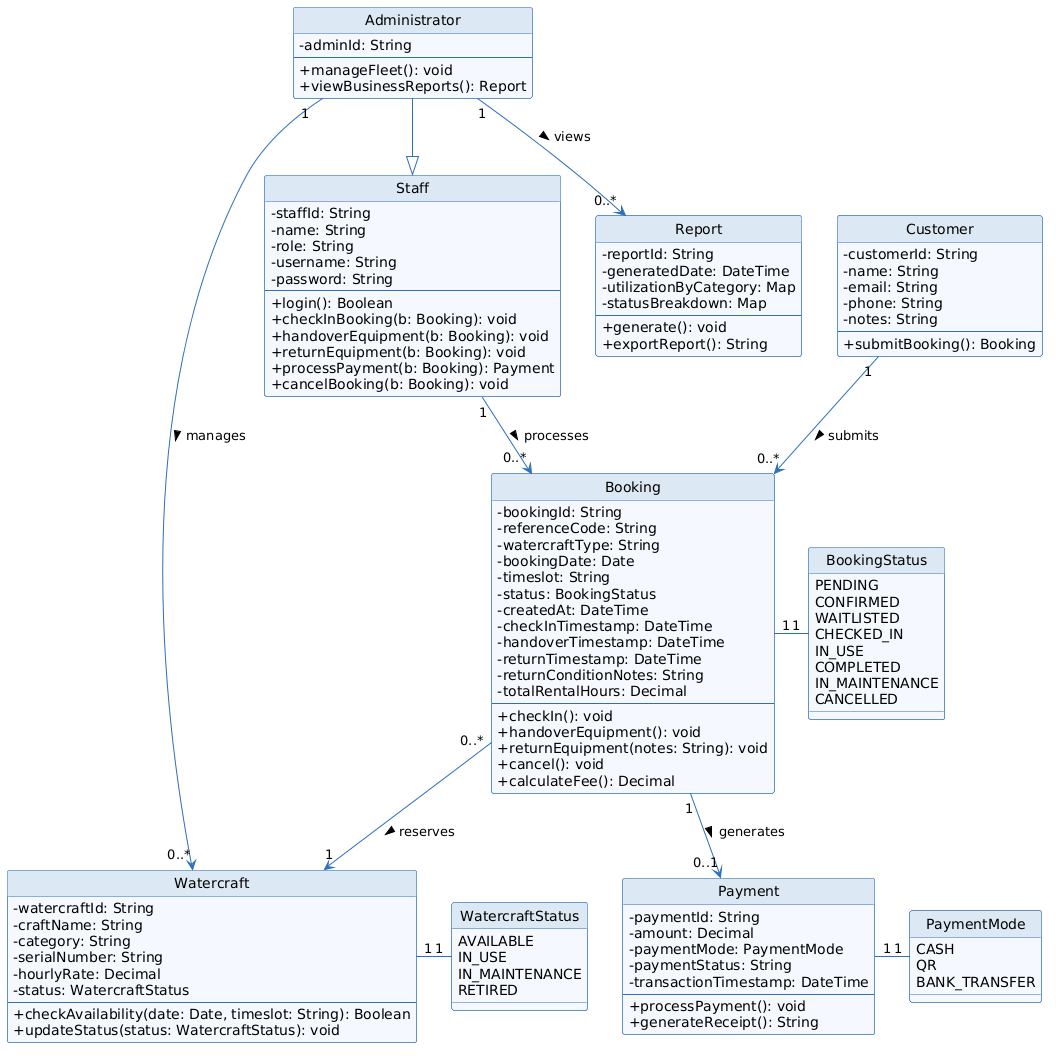 Administrator
-adminId: String
+manageFleet(): void
+viewBusinessReports(): Report
1
1
views
0..*
Staff
-staffId: String
-name: String
-role: String
-username: String
-password: String
+login(): Boolean
+checkInBooking(b: Booking): void
+handoverEquipment(b: Booking): void
+returnEquipment(b: Booking): void
+processPayment(b: Booking): Payment
+cancelBooking(b: Booking): void
Report
-reportId: String
-generatedDate: DateTime
-utilizationByCategory: Map
-statusBreakdown: Map
+generate(): void
+exportReport(): String
Customer
-customerId: String
-name: String
-email: String
-phone: String
-notes: String
+submitBooking(): Booking
1
1
manages
processes
submits
0..*
0..*
Booking
-bookingId: String
-referenceCode: String
-watercraftType: String
-bookingDate: Date
-timeslot: String
-status: BookingStatus
-createdAt: DateTime
-checkInTimestamp: DateTime
-handoverTimestamp: DateTime
-returnTimestamp: DateTime
-returnConditionNotes: String
-totalRentalHours: Decimal
+checkIn(): void
+handoverEquipment(): void
+returnEquipment(notes: String): void
+cancel(): void
+calculateFee(): Decimal
1 1
BookingStatus
PENDING
CONFIRMED
WAITLISTED
CHECKED_IN
IN_USE
COMPLETED
IN_MAINTENANCE
CANCELLED
0..*
1
reserves
generates
0..*
1
0..1
Watercraft
-watercraftId: String
-craftName: String
-category: String
-serialNumber: String
-hourlyRate: Decimal
-status: WatercraftStatus
+checkAvailability(date: Date, timeslot: String): Boolean
+updateStatus(status: WatercraftStatus): void
1 1
WatercraftStatus
AVAILABLE
IN_USE
IN_MAINTENANCE
RETIRED
Payment
-paymentId: String
-amount: Decimal
-paymentMode: PaymentMode
-paymentStatus: String
-transactionTimestamp: DateTime
+processPayment(): void
+generateReceipt(): String
1 1
PaymentMode
CASH
QR
BANK_TRANSFER